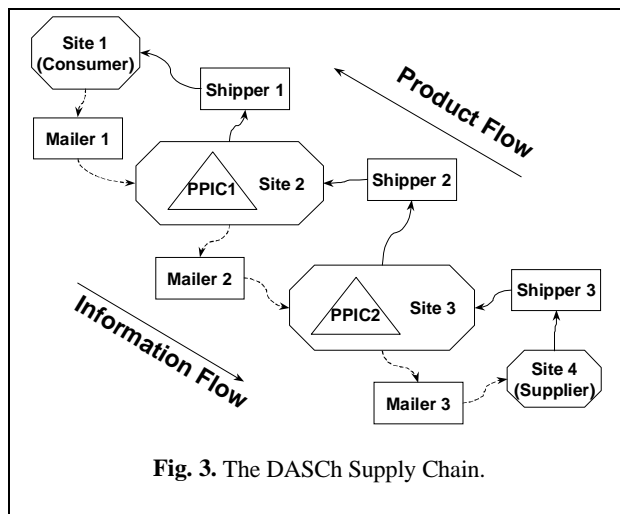 Site 1
(Consumer)
Shipper 1
Product Flow
Mailer 1
PPIC1
Site 2
Shipper 2
Mailer 2
Information Flow
PPIC2
Site 3
Shipper 3
Mailer 3
Site 4
(Supplier)
Fig. 3. The DASCh Supply Chain.